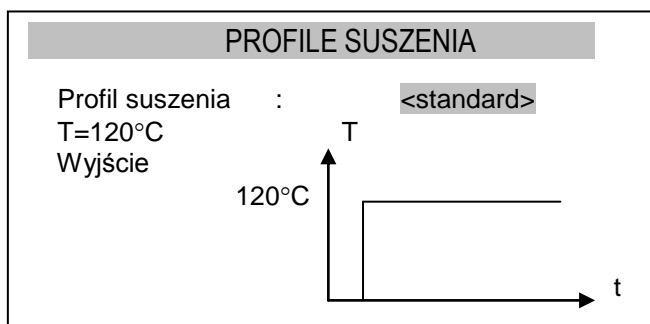 PROFILE SUSZENIA
Profil suszenia : <standard>
T=120°C T
Wyjście
120°C
t